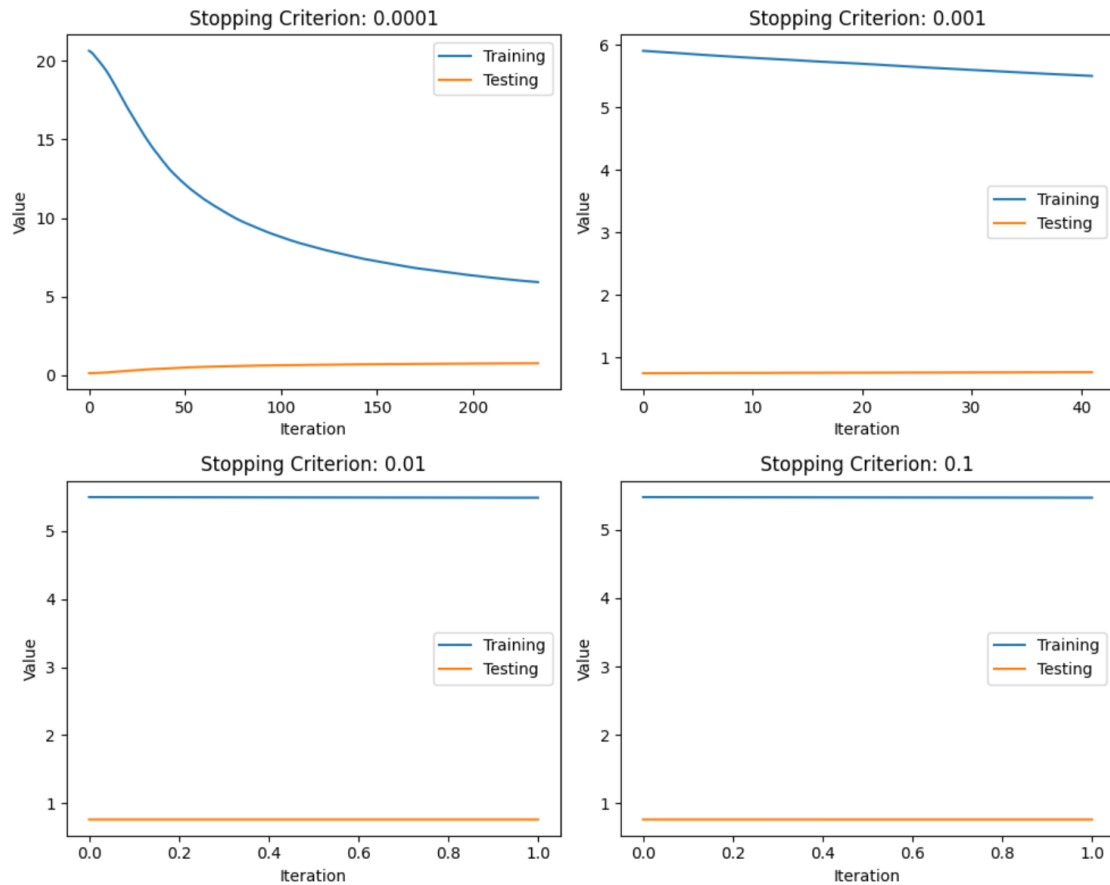 Stopping Criterion: 0.0001
20
15
10
5
0
Value
Training
Testing
0 50 100 150 200
Iteration
Stopping Criterion: 0.001
6
5
4
3
2
1
Value
Training
Testing
0 10 20 30 40
Iteration
Stopping Criterion: 0.01
5
4
3
2
1
Value
Training
Testing
0.0 0.2 0.4 0.6 0.8 1.0
Iteration
Stopping Criterion: 0.1
5
4
3
2
1
Value
Training
Testing
0.0 0.2 0.4 0.6 0.8 1.0
Iteration